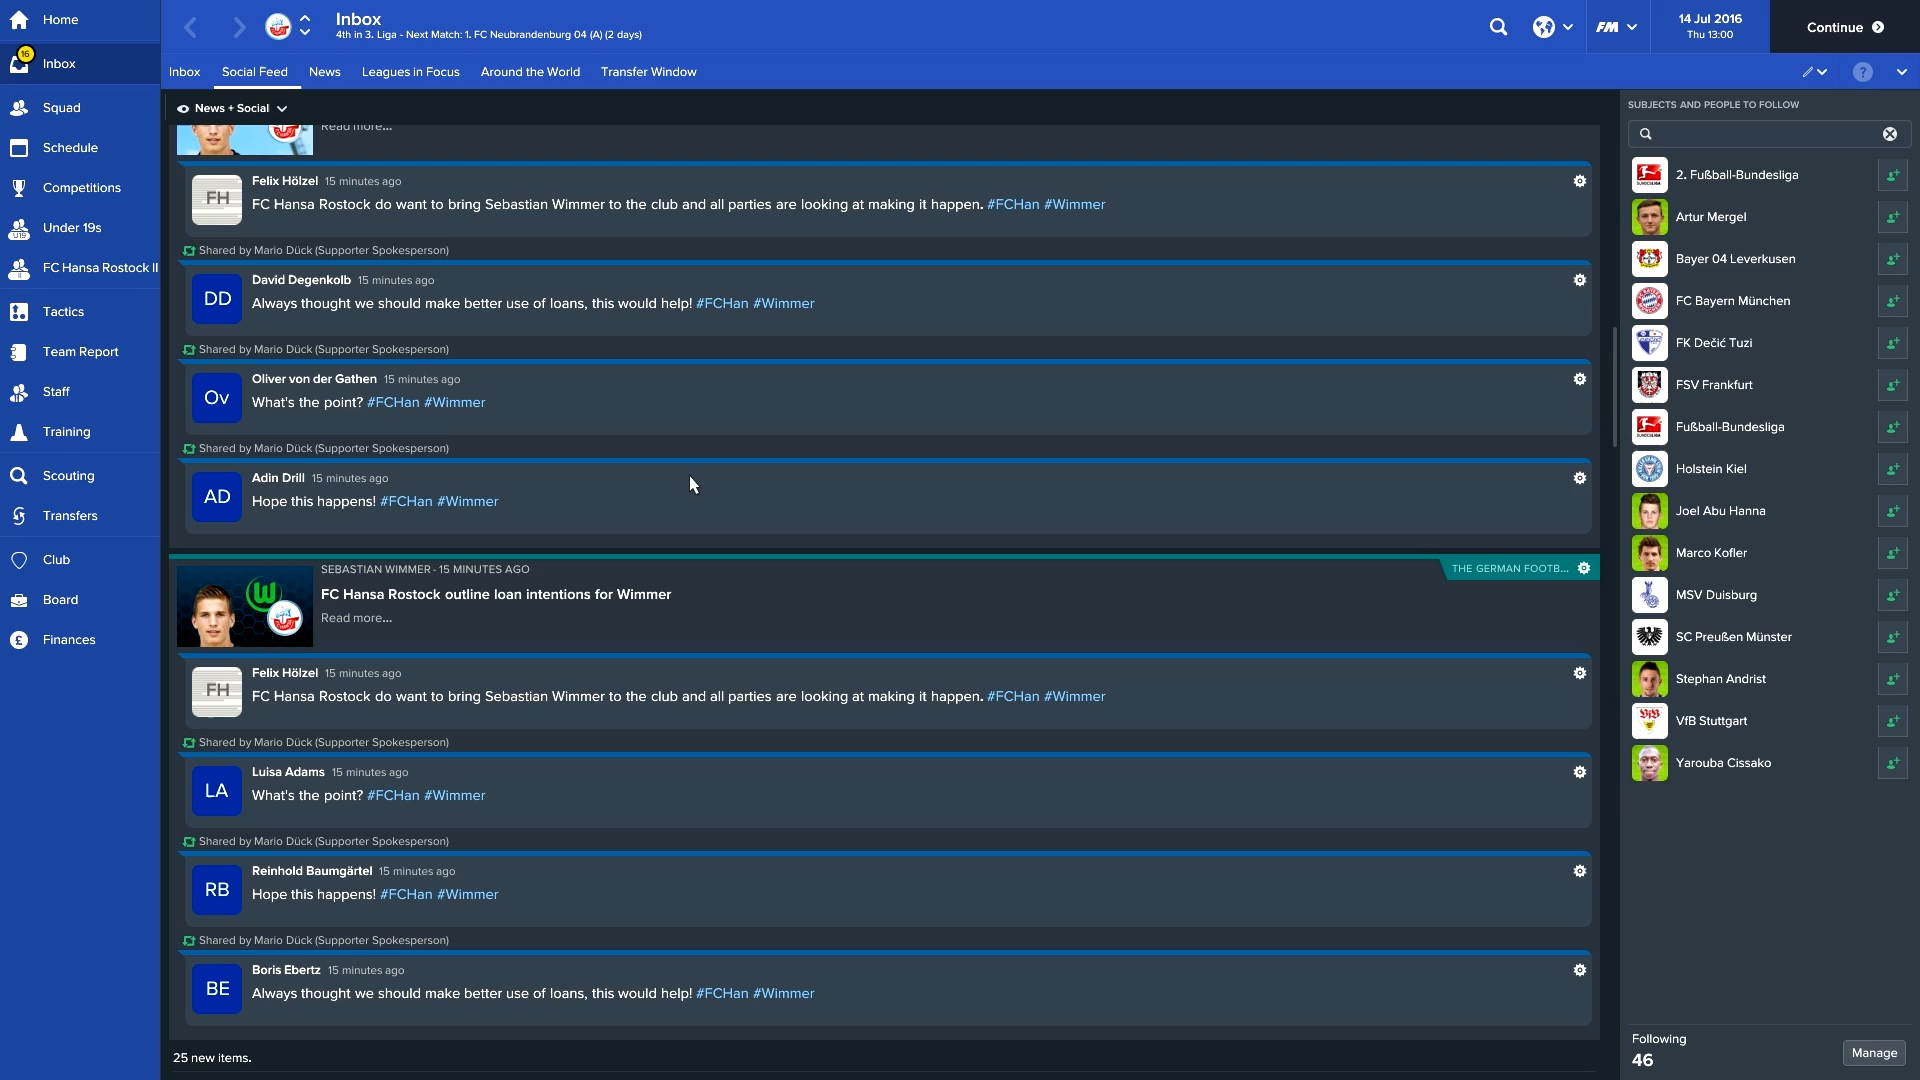 Home
16
Inbox
Squad
Schedule
Competitions
U19
Under 19s
II
FC Hansa Rostock II
Tactics
Team Report
Staff
Training
Scouting
Transfers
Club
Board
£
Finances
Inbox
4th in 3. Liga - Next Match: 1. FC Neubrandenburg 04 (A) (2 days)
FM
14 Jul 2016
Thu 13:00
Continue
Inbox
Social Feed
News
Leagues in Focus
Around the World
Transfer Window
?
News + Social
Read more...
FH
Felix Hölzel 15 minutes ago
FC Hansa Rostock do want to bring Sebastian Wimmer to the club and all parties are looking at making it happen. #FCHan #Wimmer
Shared by Mario Dück (Supporter Spokesperson)
DD
David Degenkolb 15 minutes ago
Always thought we should make better use of loans, this would help! #FCHan #Wimmer
Shared by Mario Dück (Supporter Spokesperson)
Ov
Oliver von der Gathen 15 minutes ago
What's the point? #FCHan #Wimmer
Shared by Mario Dück (Supporter Spokesperson)
AD
Adin Drill 15 minutes ago
Hope this happens! #FCHan #Wimmer
SEBASTIAN WIMMER - 15 MINUTES AGO
THE GERMAN FOOTB...
FC Hansa Rostock outline loan intentions for Wimmer
Read more...
FH
Felix Hölzel 15 minutes ago
FC Hansa Rostock do want to bring Sebastian Wimmer to the club and all parties are looking at making it happen. #FCHan #Wimmer
Shared by Mario Dück (Supporter Spokesperson)
LA
Luisa Adams 15 minutes ago
What's the point? #FCHan #Wimmer
Shared by Mario Dück (Supporter Spokesperson)
RB
Reinhold Baumgärtel 15 minutes ago
Hope this happens! #FCHan #Wimmer
Shared by Mario Dück (Supporter Spokesperson)
BE
Boris Ebertz 15 minutes ago
Always thought we should make better use of loans, this would help! #FCHan #Wimmer
25 new items.
SUBJECTS AND PEOPLE TO FOLLOW
2. Fußball-Bundesliga
Artur Mergel
Bayer 04 Leverkusen
FC Bayern München
FK Dečić Tuzi
FSV Frankfurt
Fußball-Bundesliga
Holstein Kiel
Joel Abu Hanna
Marco Kofler
MSV Duisburg
SC Preußen Münster
Stephan Andrist
VfB Stuttgart
Yarouba Cissako
Following
46
Manage